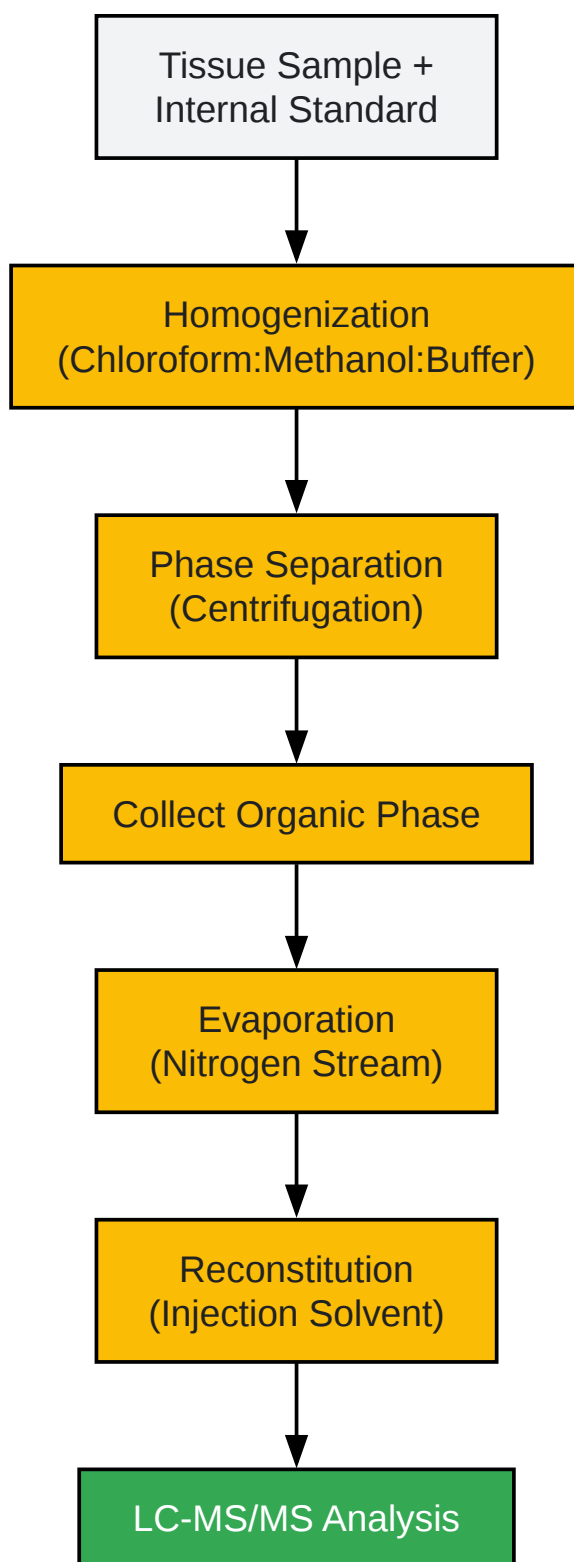 Tissue Sample +
Internal Standard
Homogenization
(Chloroform:Methanol:Buffer)
Phase Separation
(Centrifugation)
Collect Organic Phase
Evaporation
(Nitrogen Stream)
Reconstitution
(Injection Solvent)
LC-MS/MS Analysis